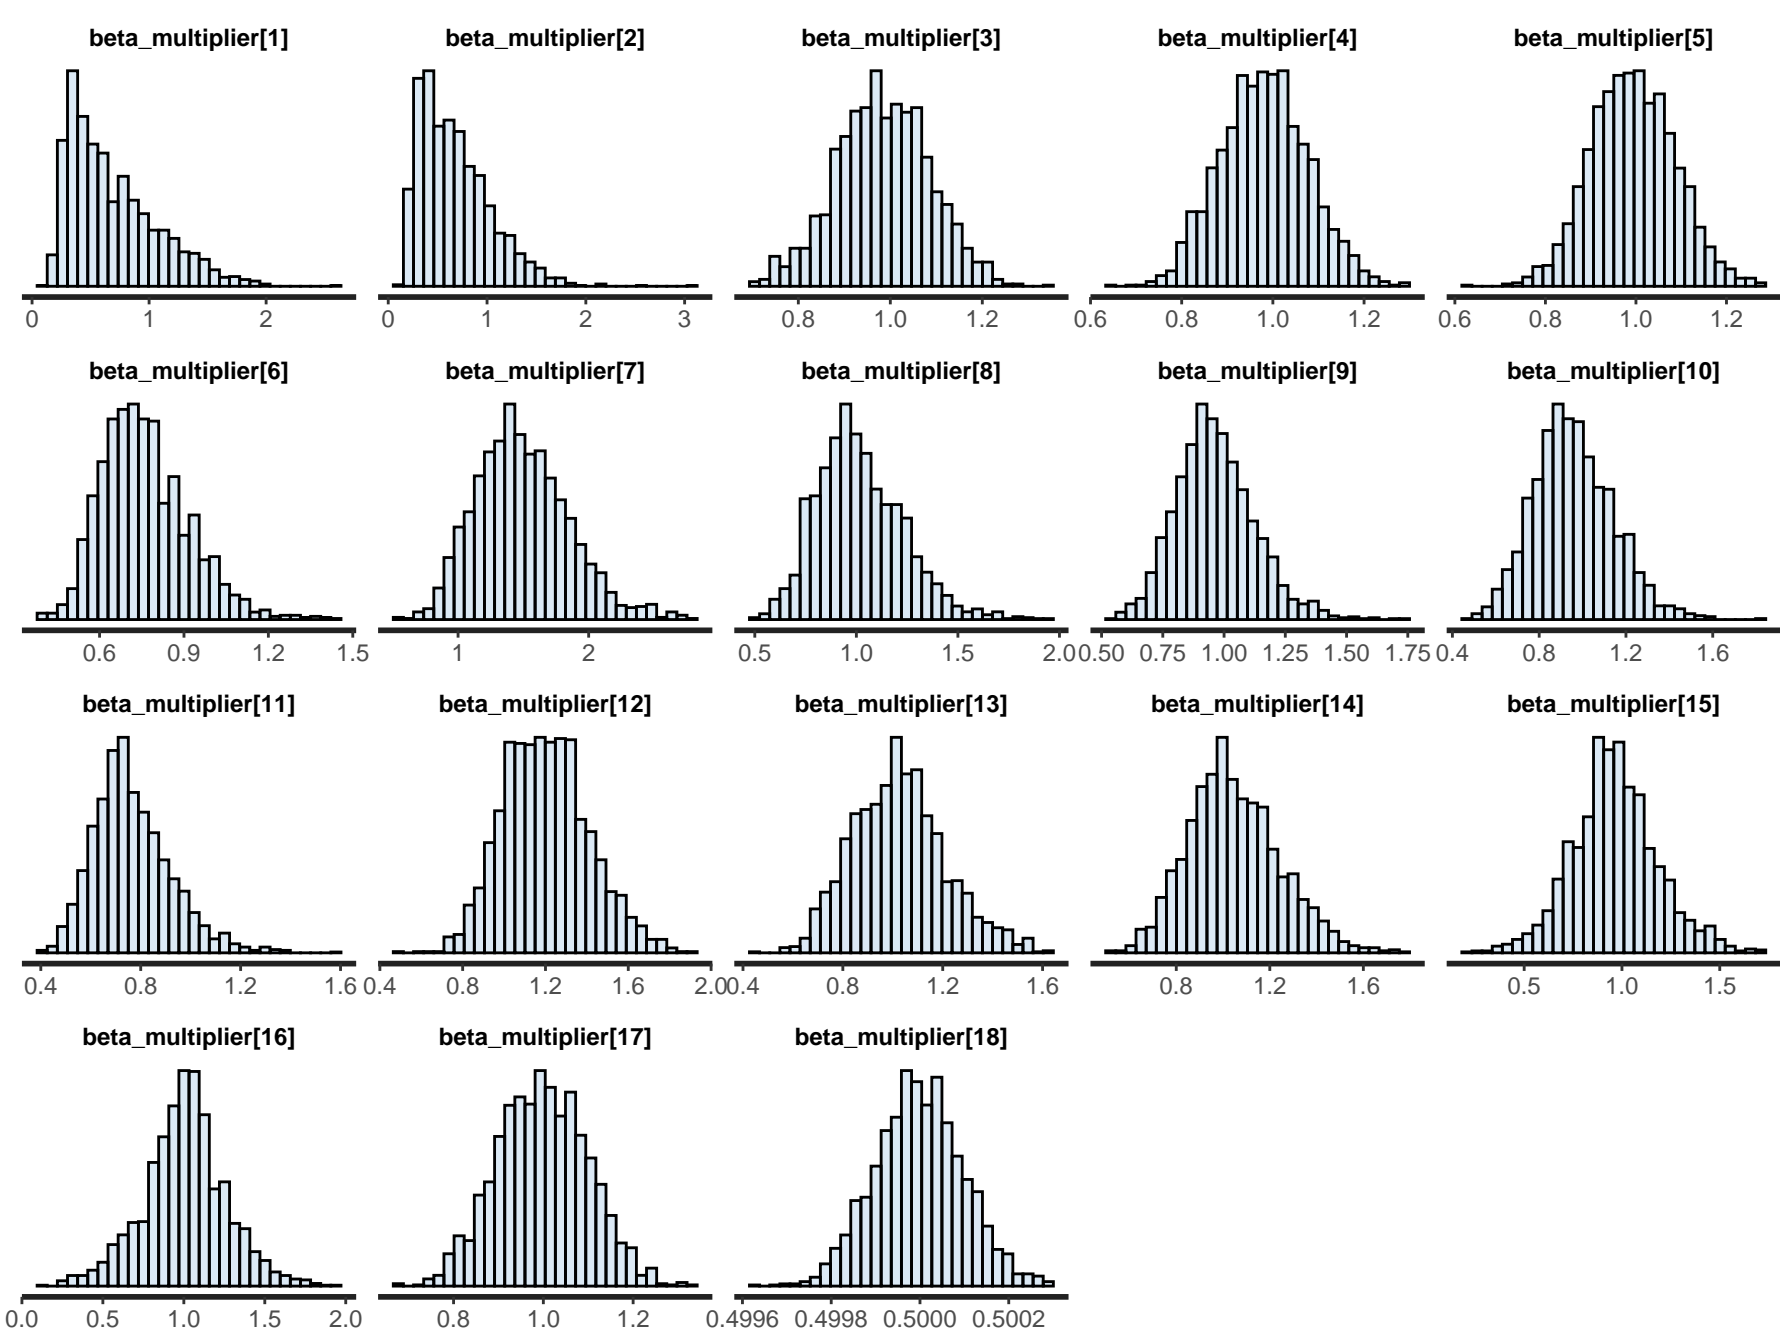 beta_multiplier[1] beta_multiplier[2] beta_multiplier[3] beta_multiplier[4] beta_multiplier[5]
0 1 2 0 1 2 3 0.8 1.0 1.2 0.6 0.8 1.0 1.2 0.6 0.8 1.0 1.2
beta_multiplier[6] beta_multiplier[7] beta_multiplier[8] beta_multiplier[9] beta_multiplier[10]
0.6 0.9 1.2 1.5 1 2 0.5 1.0 1.5 2.0 0.50 0.75 1.00 1.25 1.50 1.75 0.4 0.8 1.2 1.6
beta_multiplier[11] beta_multiplier[12] beta_multiplier[13] beta_multiplier[14] beta_multiplier[15]
0.4 0.8 1.2 1.6 0.4 0.8 1.2 1.6 2.0 0.4 0.8 1.2 1.6 0.8 1.2 1.6 0.5 1.0 1.5
beta_multiplier[16] beta_multiplier[17] beta_multiplier[18]
0.0 0.5 1.0 1.5 2.0 0.8 1.0 1.2 0.4996 0.4998 0.5000 0.5002